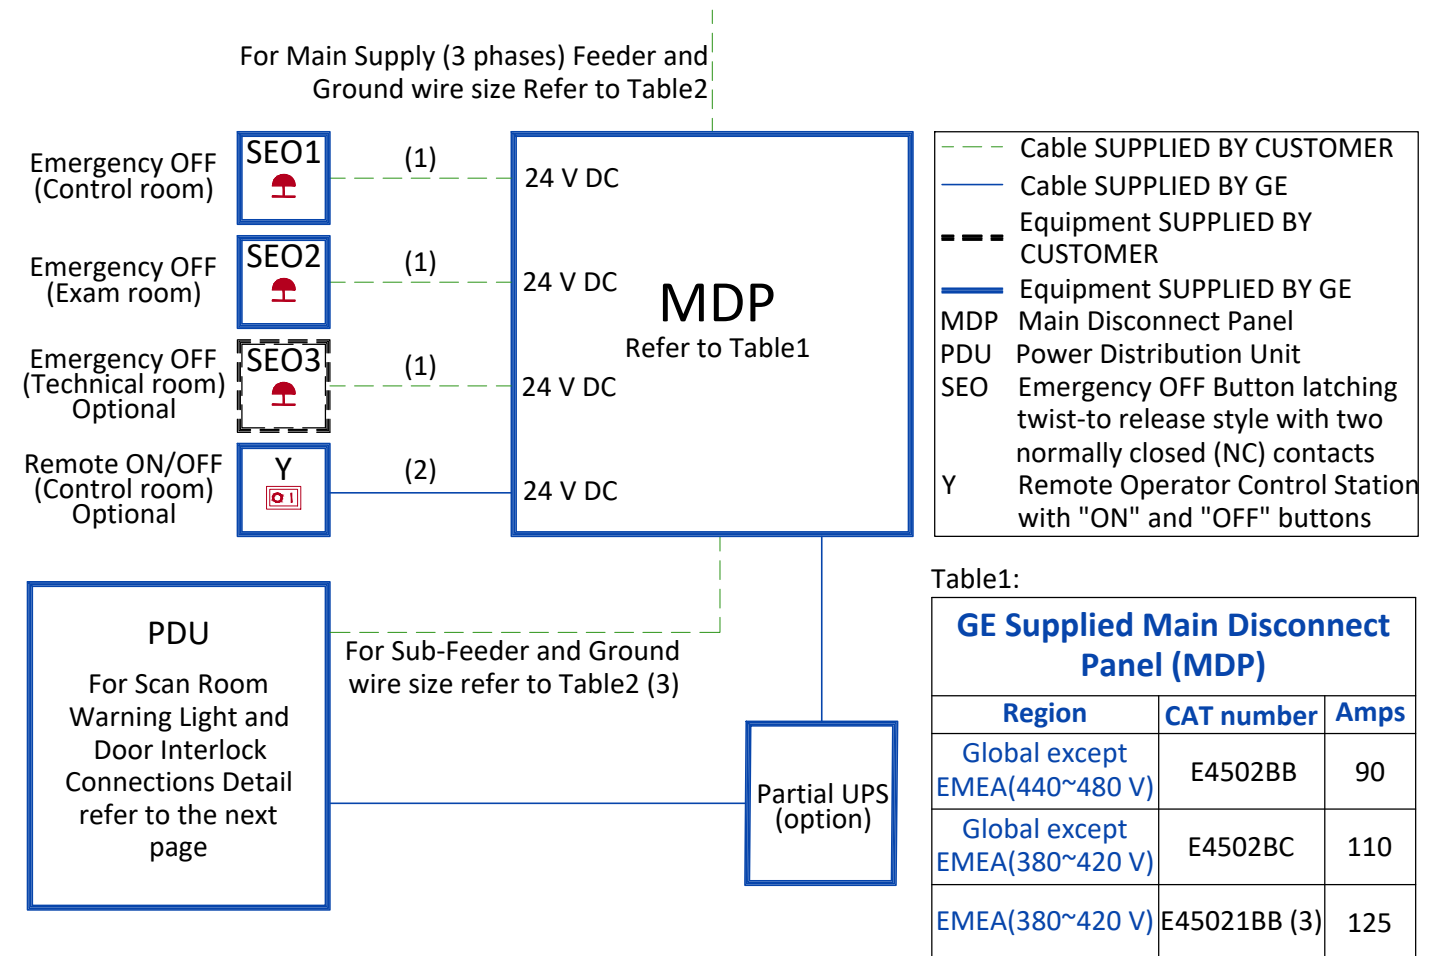 For Main Supply (3 phases) Feeder and
Ground wire size Refer to Table2
Emergency OFF
(Control room)
SEO1
(1)
24 V DC
Emergency OFF
(Exam room)
SEO2
(1)
24 V DC
Emergency OFF
(Technical room)
Optional
SEO3
(1)
24 V DC
Remote ON/OFF
(Control room)
Optional
Y
0 I
(2)
24 V DC
MDP
Refer to Table1
Cable SUPPLIED BY CUSTOMER
Cable SUPPLIED BY GE
Equipment SUPPLIED BY
CUSTOMER
Equipment SUPPLIED BY GE
MDP Main Disconnect Panel
PDU Power Distribution Unit
SEO Emergency OFF Button latching
twist-to release style with two
normally closed (NC) contacts
Y Remote Operator Control Station
with "ON" and "OFF" buttons
PDU
For Scan Room
Warning Light and
Door Interlock
Connections Detail
refer to the next
page
For Sub-Feeder and Ground
wire size refer to Table2 (3)
Partial UPS
(option)
Table1:
GE Supplied Main Disconnect
Panel (MDP)
Region CAT number Amps
Global except
EMEA(440~480 V) E4502BB 90
Global except
EMEA(380~420 V) E4502BC 110
EMEA(380~420 V) E45021BB (3) 125